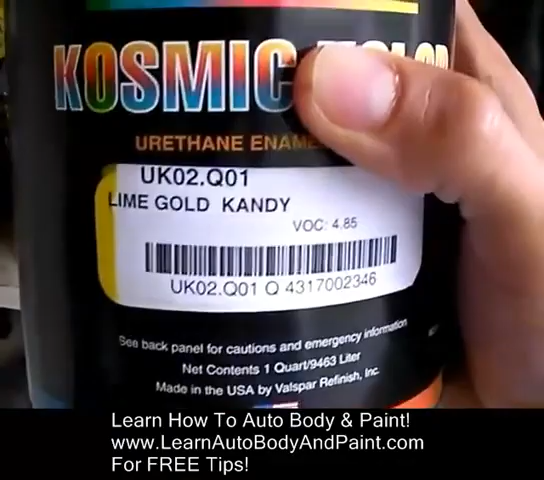 KOSMIC
URETHANE
UK02.Q01
LIME GOLD KANDY
VOC: 4.85
UK02.Q01 Q 4317002346
See back panel for cautions and emergency information
Net Contents 1 Quart/9463 Liter
Made in the USA by Valspar Refinish, Inc.
Learn How To Auto Body & Paint!
www.LearnAutoBodyAndPaint.com
For FREE Tips!